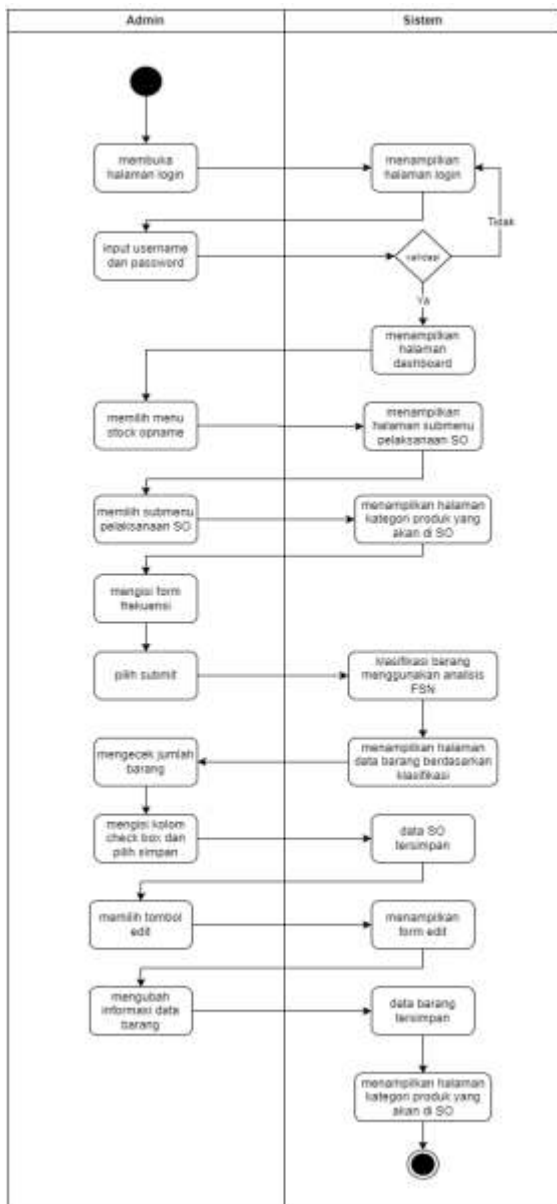 Admin
Sistem
membuka
halaman login
menampilkan
halaman login
Tidak
input username
dan password
validasi
Ya
menampilkan
halaman
dashboard
memilih menu
stock opname
menampilkan
halaman submenu
pelaksanaan SO
memilih submenu
pelaksanaan SO
menampilkan halaman
kategori produk yang
akan di SO
mengisi form
frekuensi
pilih submit
klasifikasi barang
menggunakan analisis
FSN
mengecek jumlah
barang
menampilkan halaman
data barang berdasarkan
klasifikasi
mengisi kolom
check box dan
pilih simpan
data SO
tersimpan
memilih tombol
edit
menampilkan
form edit
mengubah
informasi data
barang
data barang
tersimpan
menampilkan halaman
kategori produk yang
akan di SO